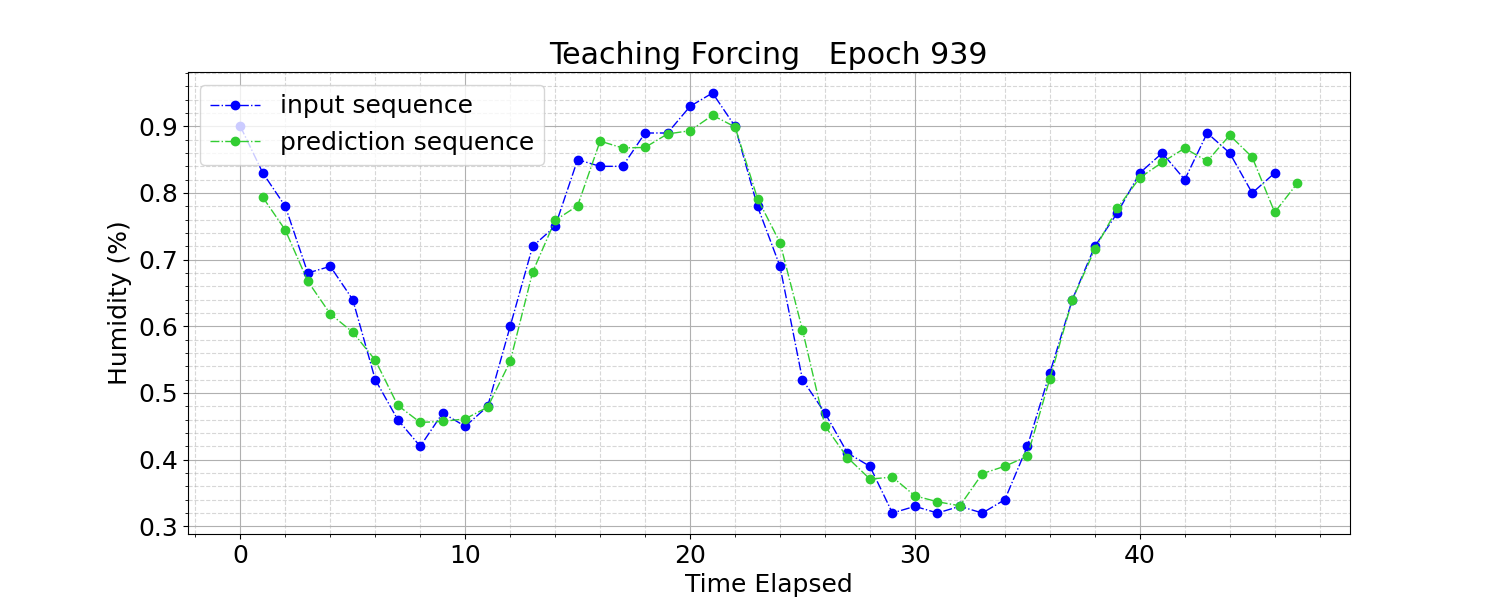 Teaching Forcing   Epoch 939
input sequence
prediction sequence
Humidity (%)
0.9
0.8
0.7
0.6
0.5
0.4
0.3
0 10 20 30 40
Time Elapsed